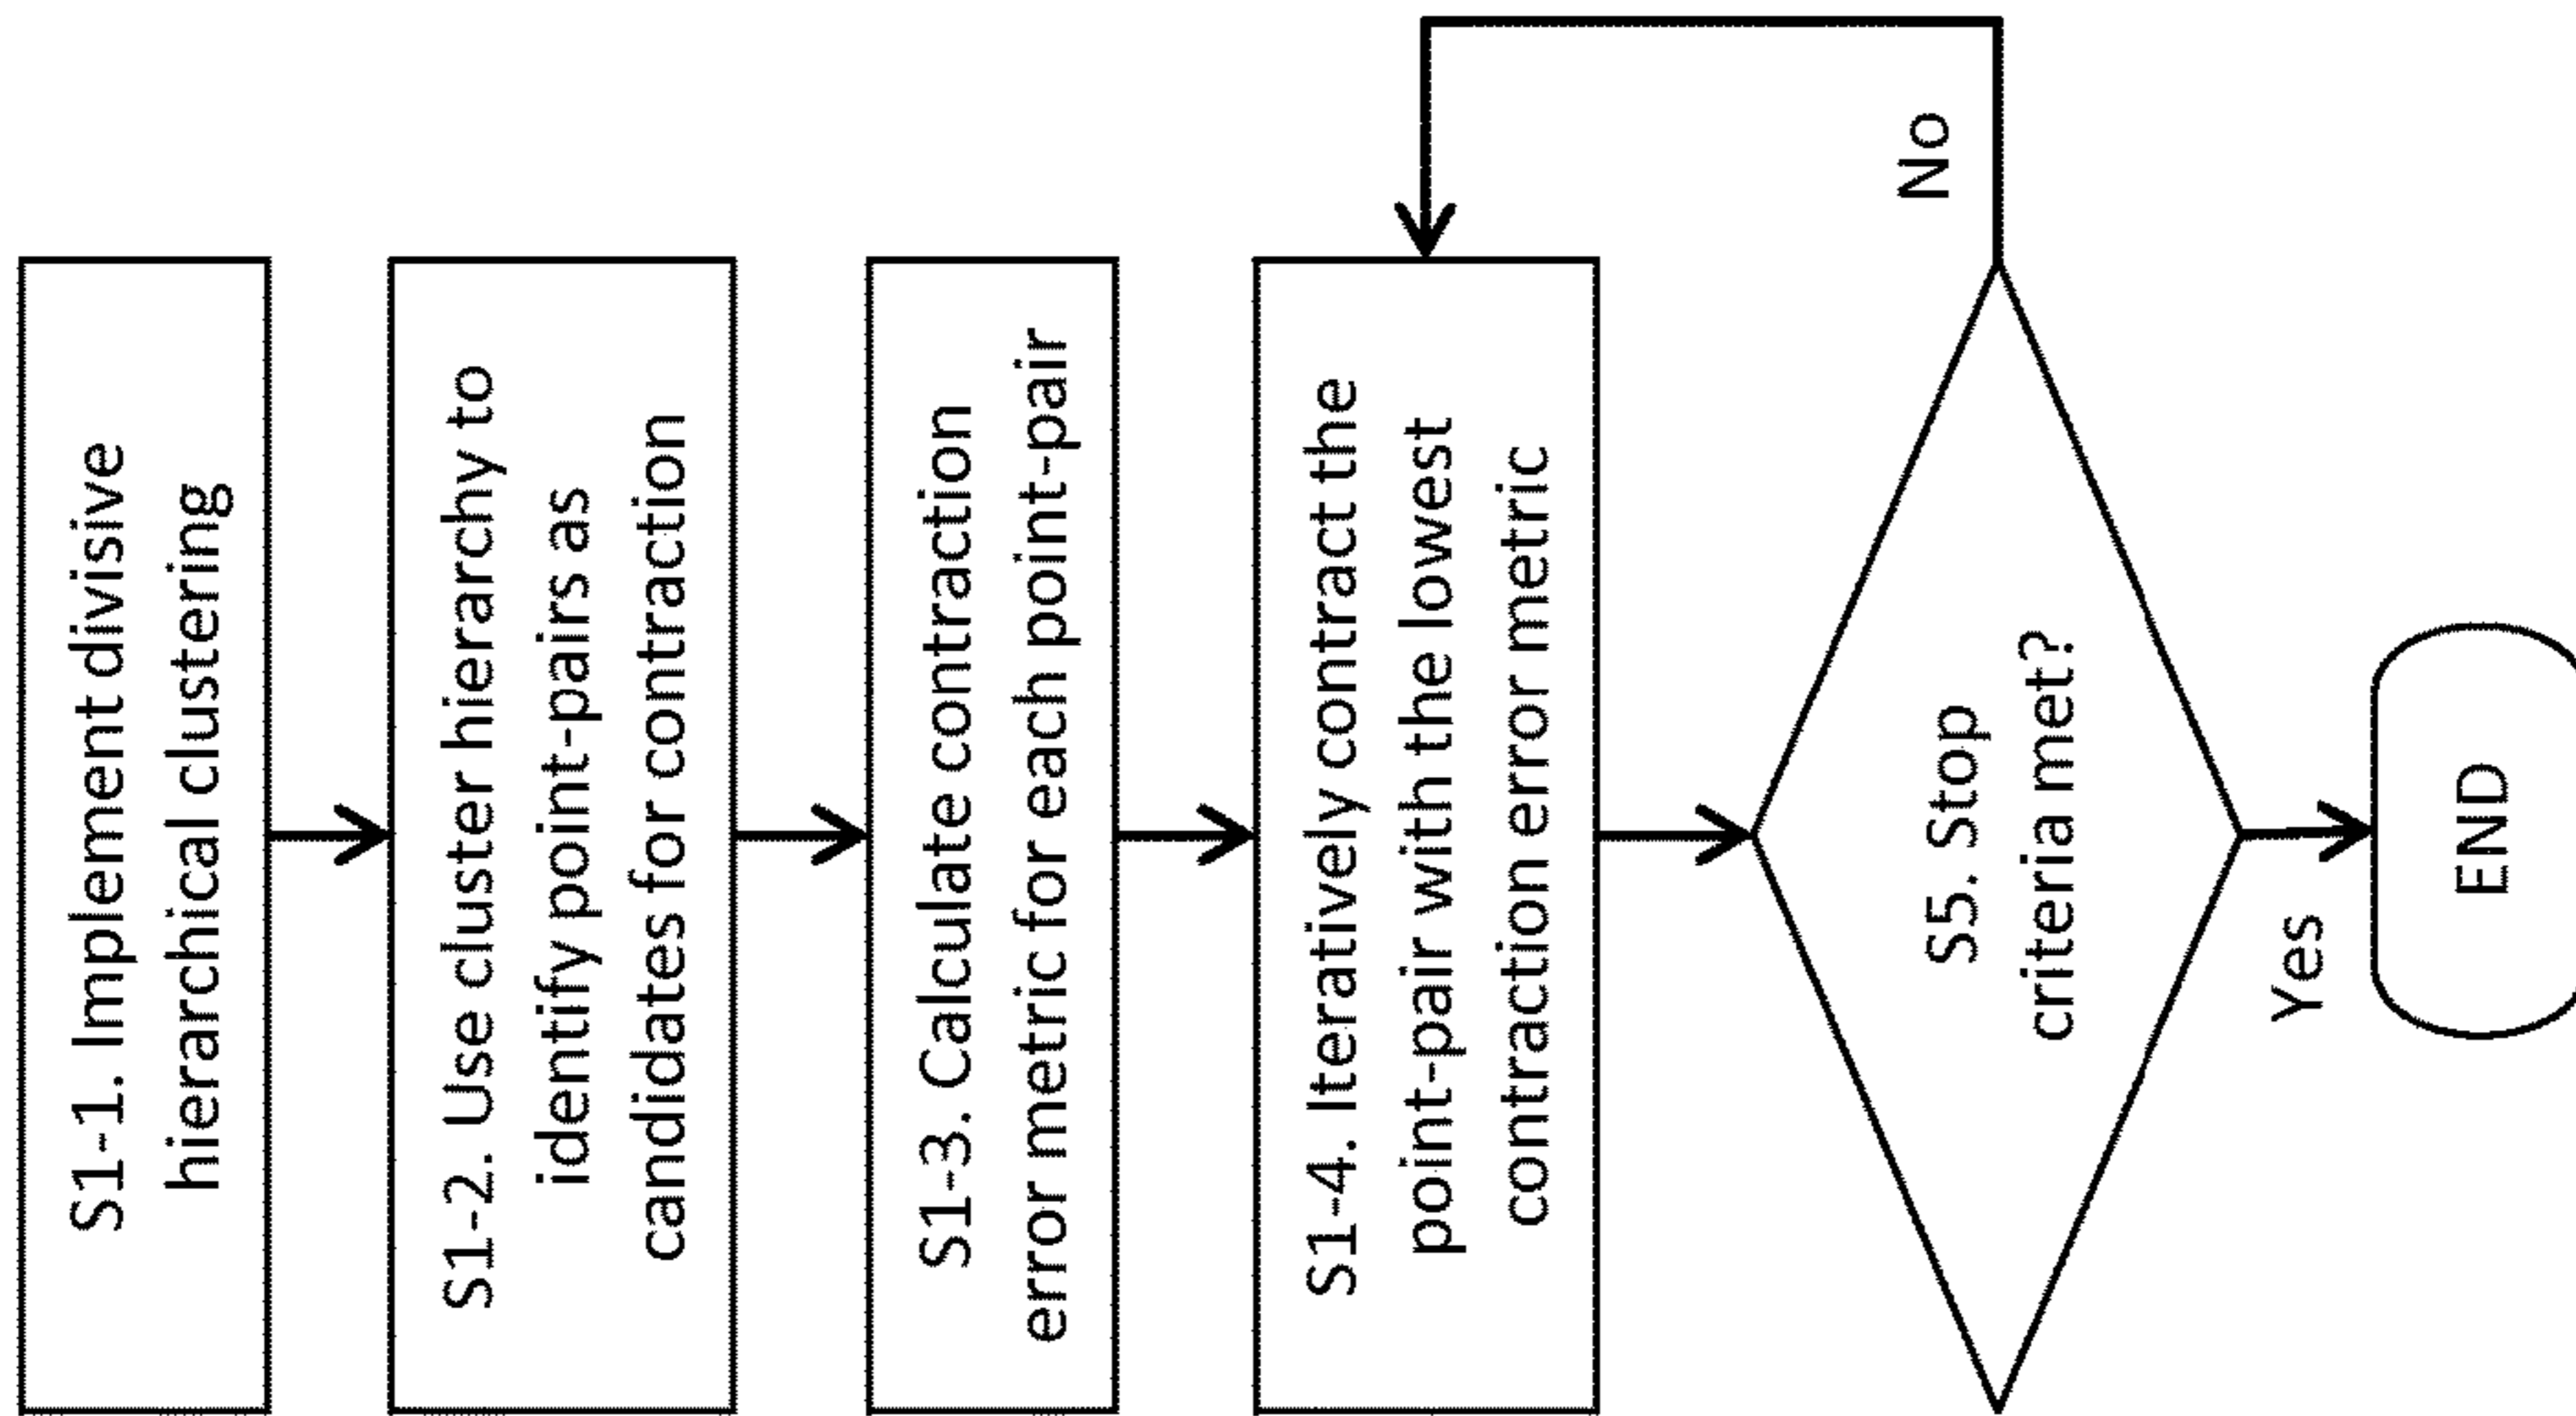 S1-1. Implement divisive
hierarchical clustering
S1-2. Use cluster hierarchy to
identify point-pairs as
candidates for contraction
S1-3. Calculate contraction
error metric for each point-pair
S1-4. Iteratively contract the
point-pair with the lowest
contraction error metric
No
S5. Stop
criteria met?
Yes
END